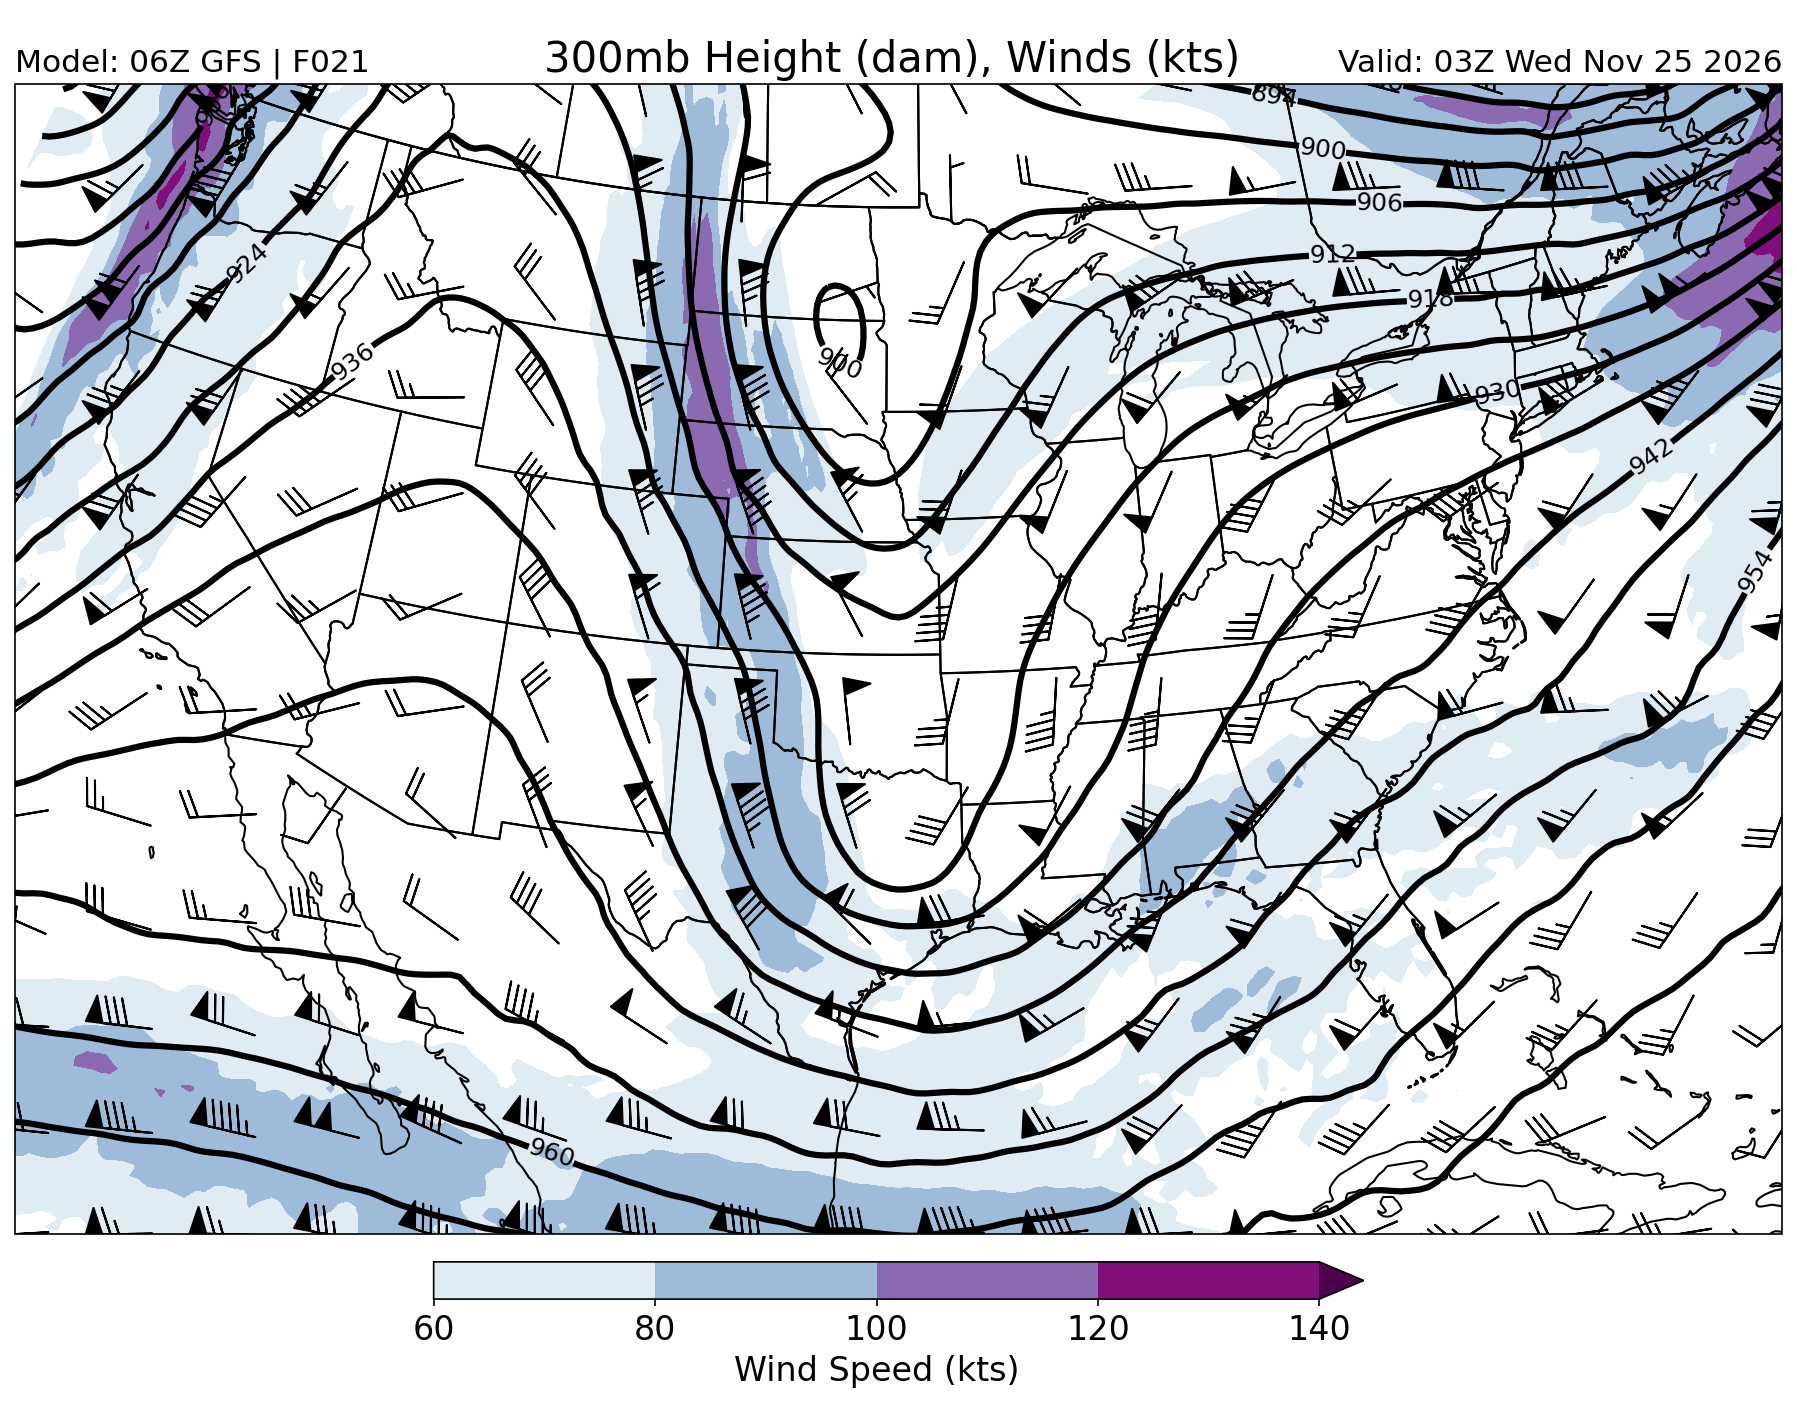 Model: 06Z GFS | F021
300mb Height (dam), Winds (kts)
Valid: 03Z Wed Nov 25 2026
894
900
906
912
918
924
930
936
942
900
954
960
60 80 100 120 140
Wind Speed (kts)